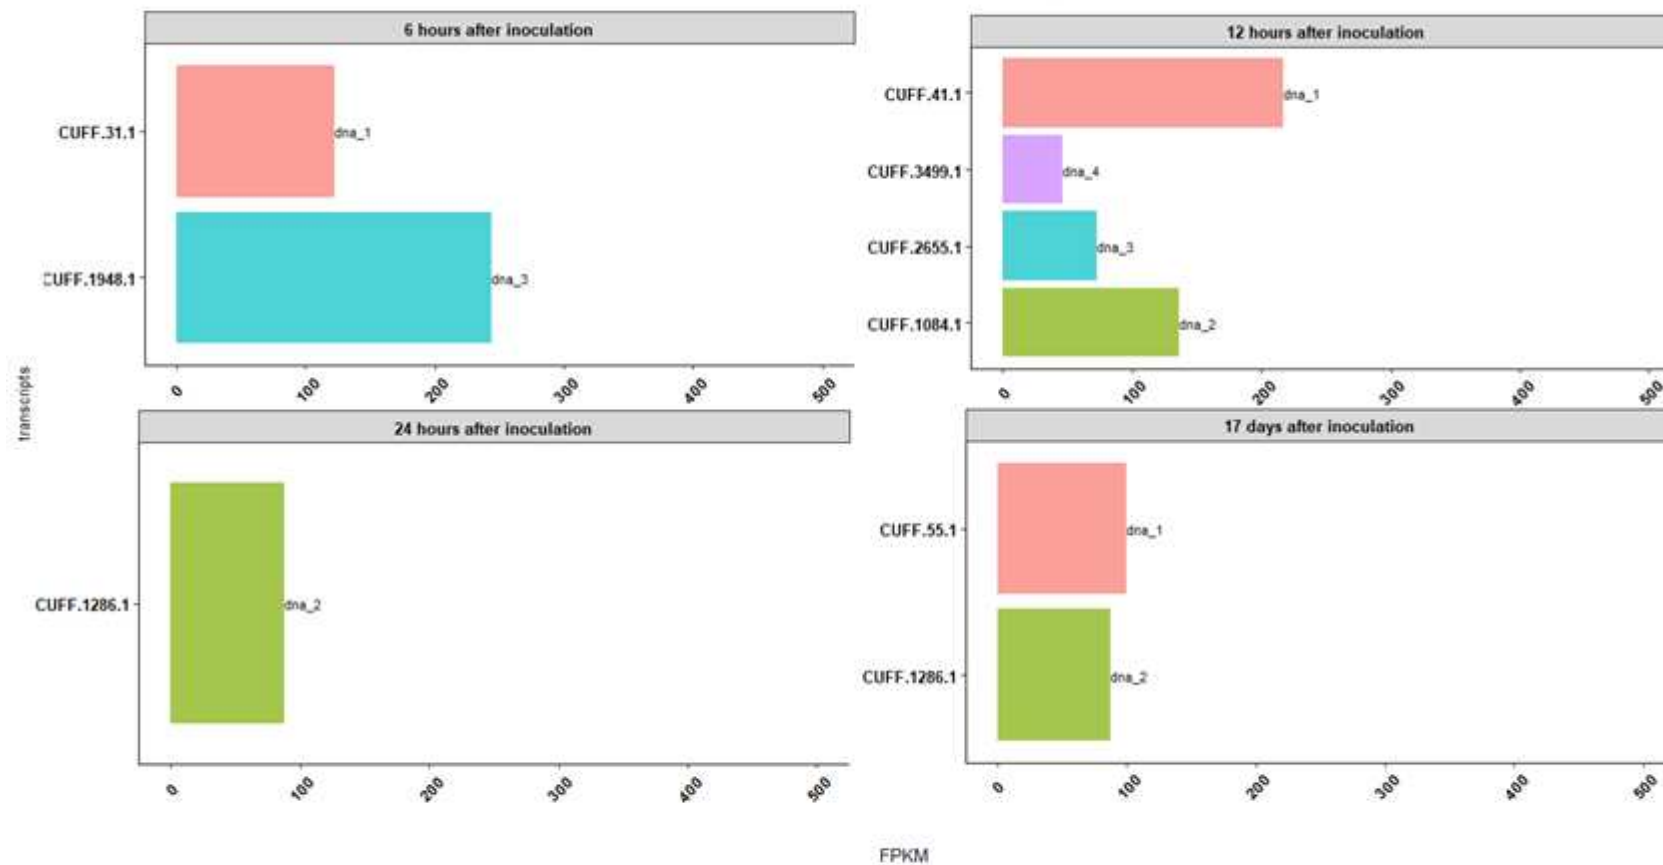 6 hours after inoculation
CUFF.31.1
dna_1
CUFF.1948.1
dna_3
0 100 200 300 400 500
12 hours after inoculation
CUFF.41.1
dna_1
CUFF.3499.1
dna_4
CUFF.2655.1
dna_3
CUFF.1084.1
dna_2
0 100 200 300 400 500
transcripts
24 hours after inoculation
CUFF.1286.1
dna_2
0 100 200 300 400 500
17 days after inoculation
CUFF.55.1
dna_1
CUFF.1286.1
dna_2
0 100 200 300 400 500
FPKM